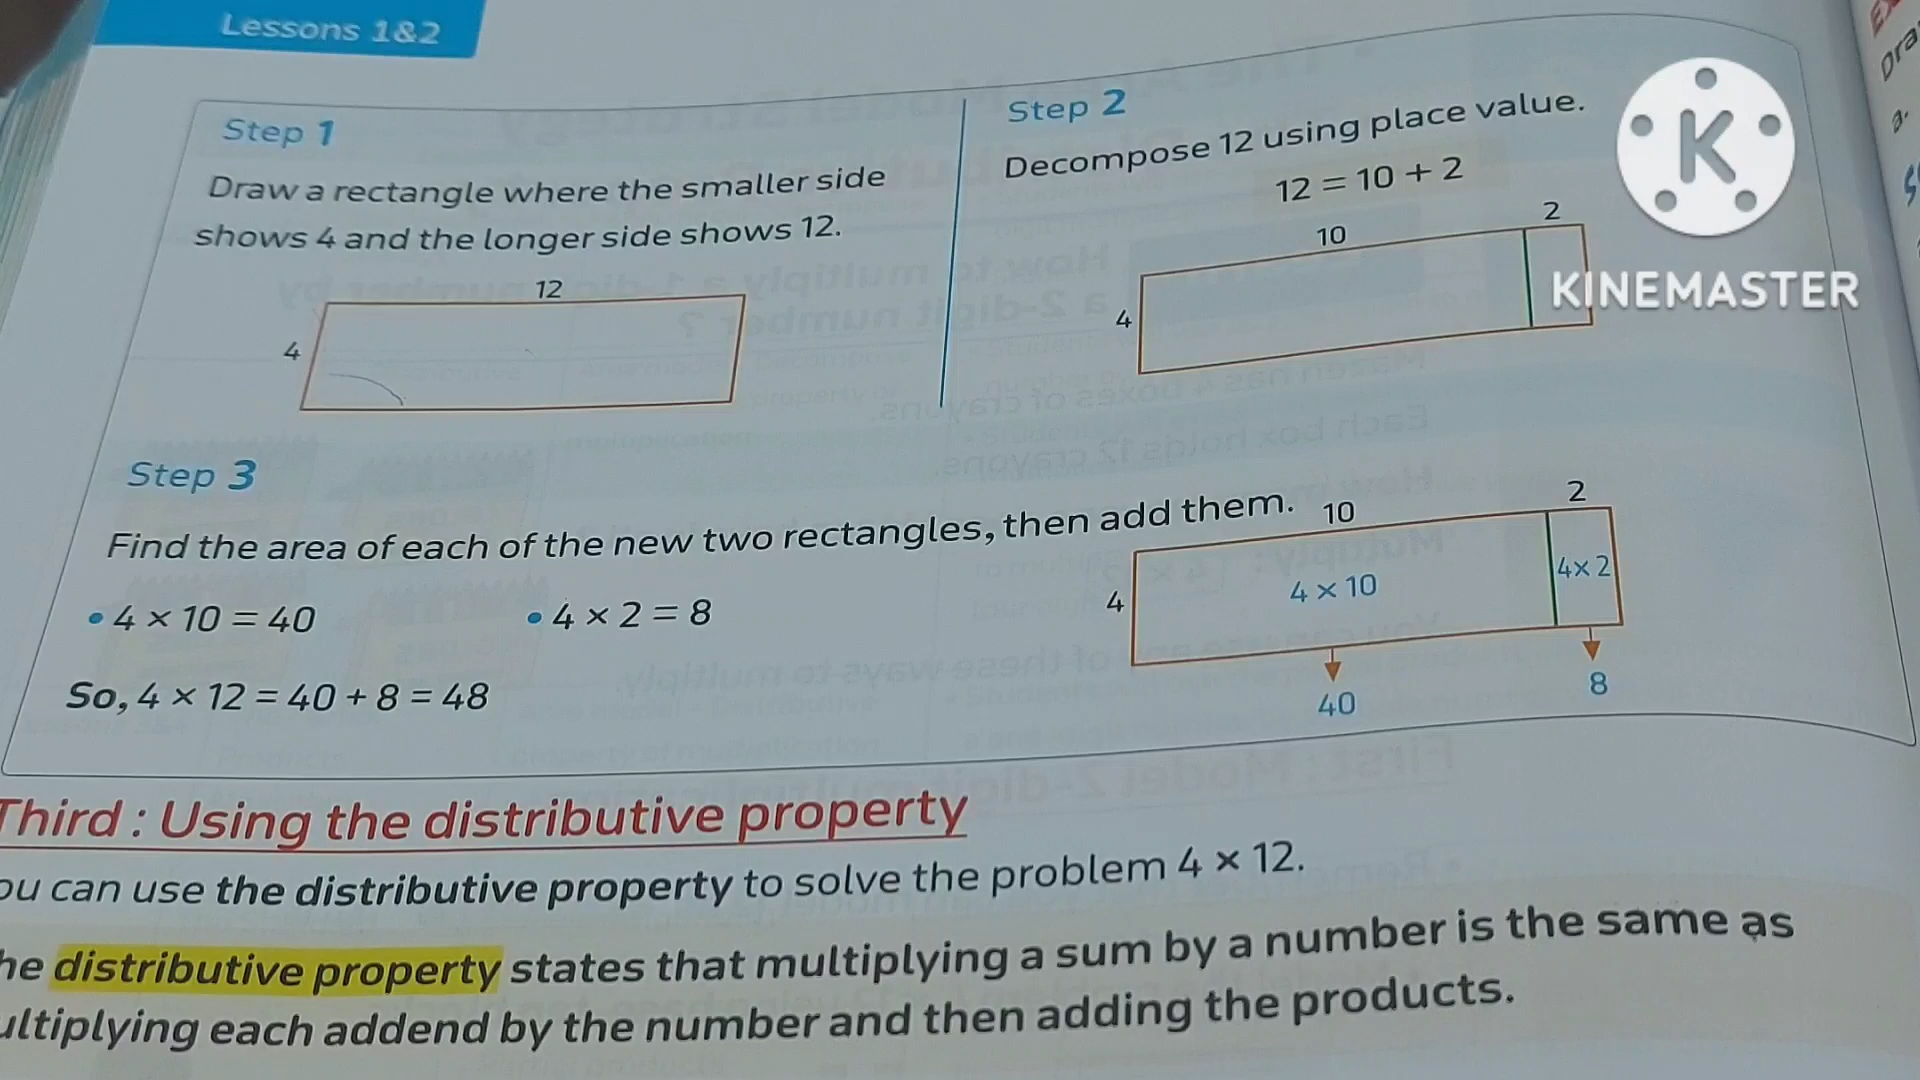 Lessons 1&2
Step 1
Draw a rectangle where the smaller side
shows 4 and the longer side shows 12.
12
4
Step 2
Decompose 12 using place value.
12 = 10 + 2
10
2
4
K
KINEMASTER
Step 3
Find the area of each of the new two rectangles, then add them.
• 4 × 10 = 40
• 4 × 2 = 8
So, 4 × 12 = 40 + 8 = 48
10
2
4
4 × 10
4 × 2
40
8
Third : Using the distributive property
ou can use the distributive property to solve the problem 4 × 12.
he distributive property states that multiplying a sum by a number is the same as
ultiplying each addend by the number and then adding the products.
Dra
a.